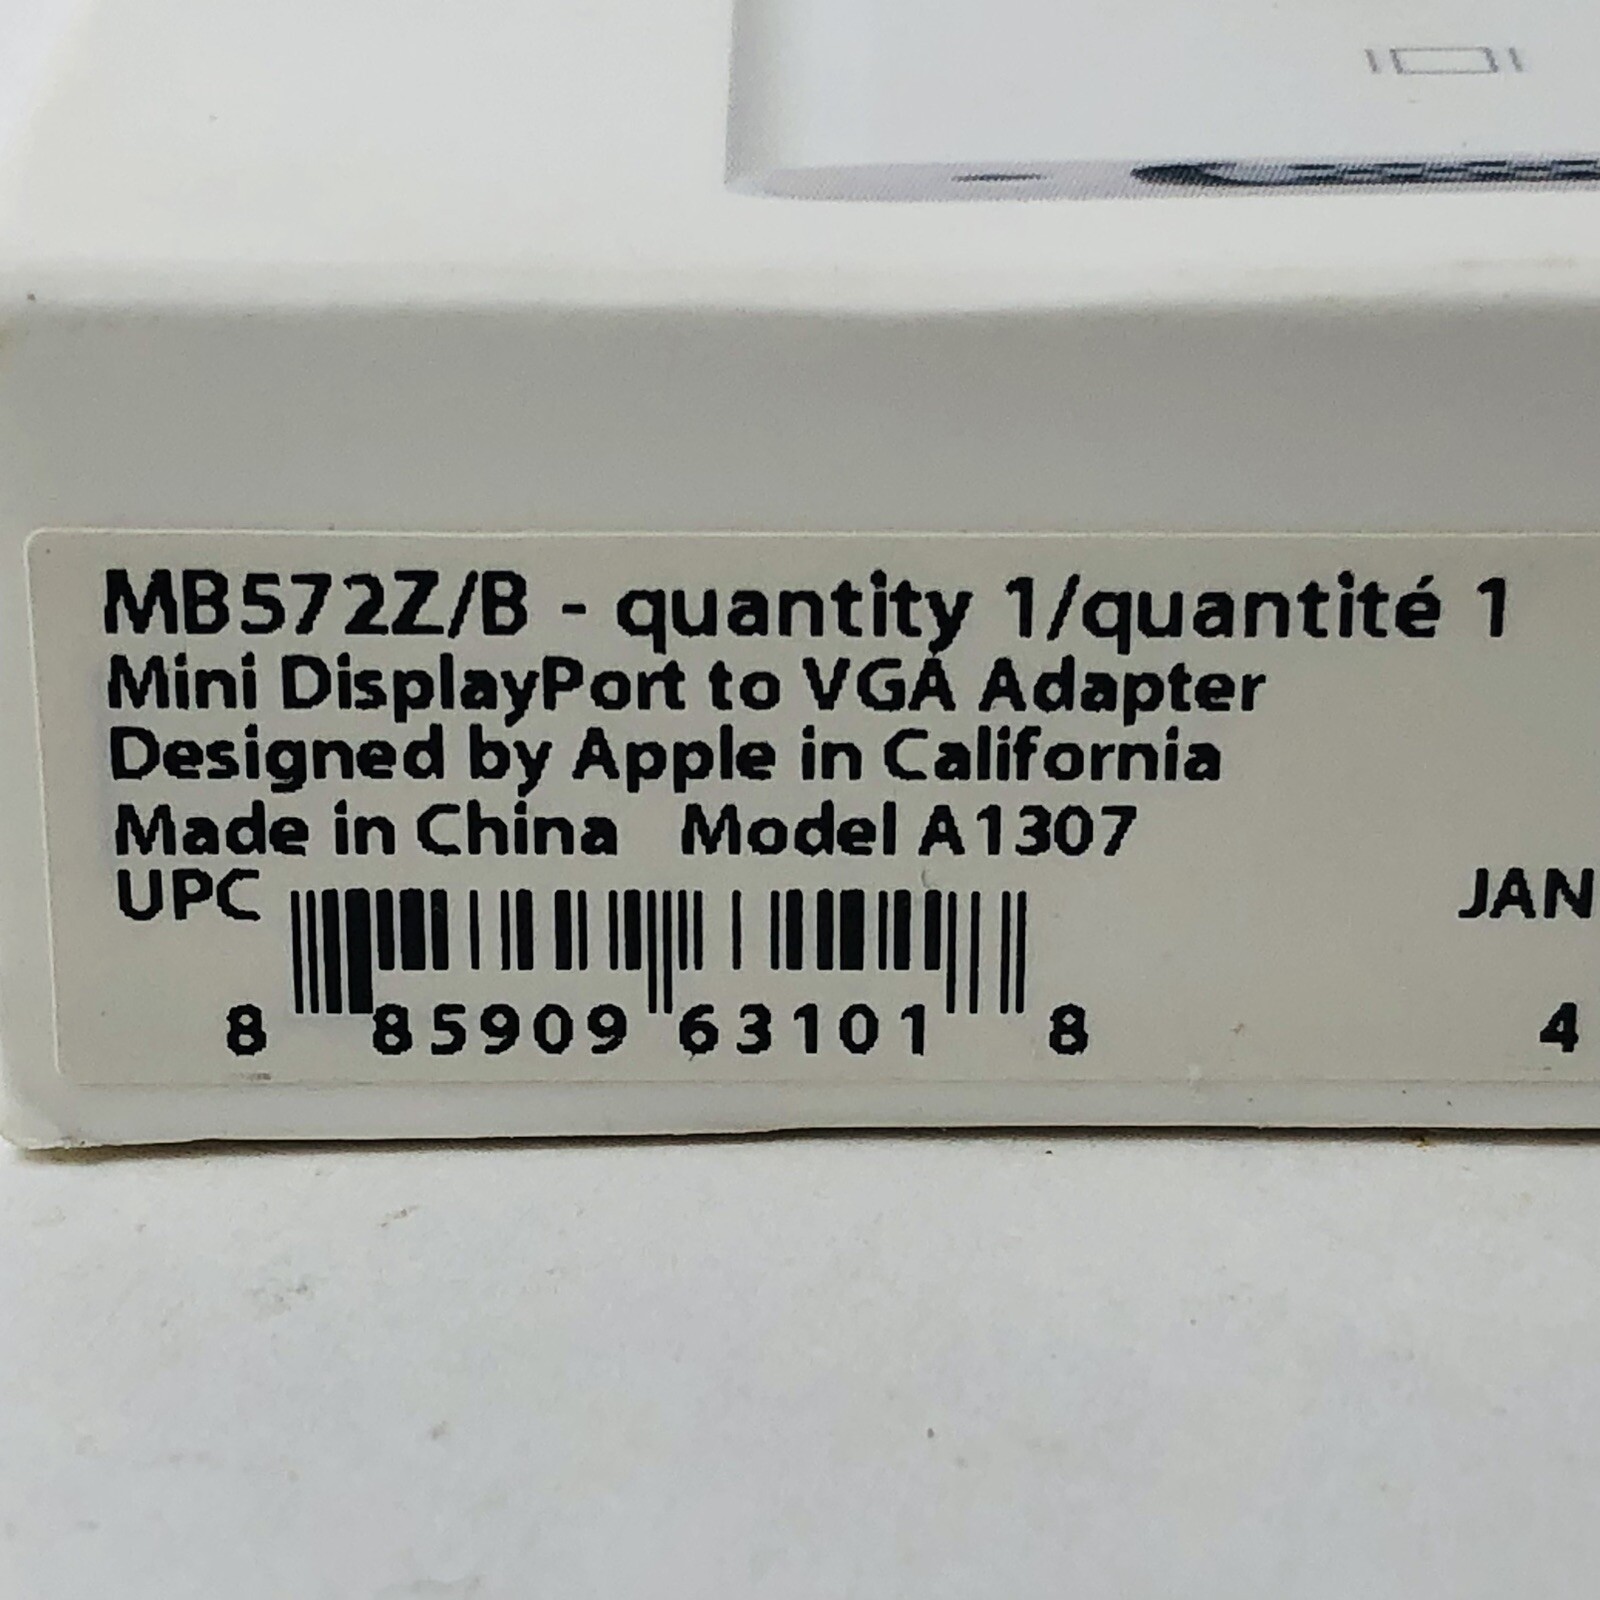 MB572Z/B - quantity 1/quantité 1
Mini DisplayPort to VGA Adapter
Designed by Apple in California
Made in China Model A1307
UPC JAN
8 85909 63101 8 4